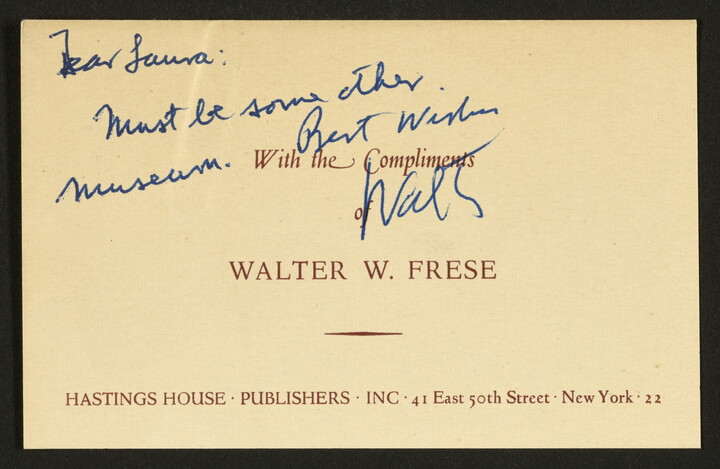 Dear Laura:
Must be some other
museum. Best Wishes
Walt
With the Compliments
of
WALTER W. FRESE
HASTINGS HOUSE · PUBLISHERS · INC · 41 East 50th Street · New York · 22